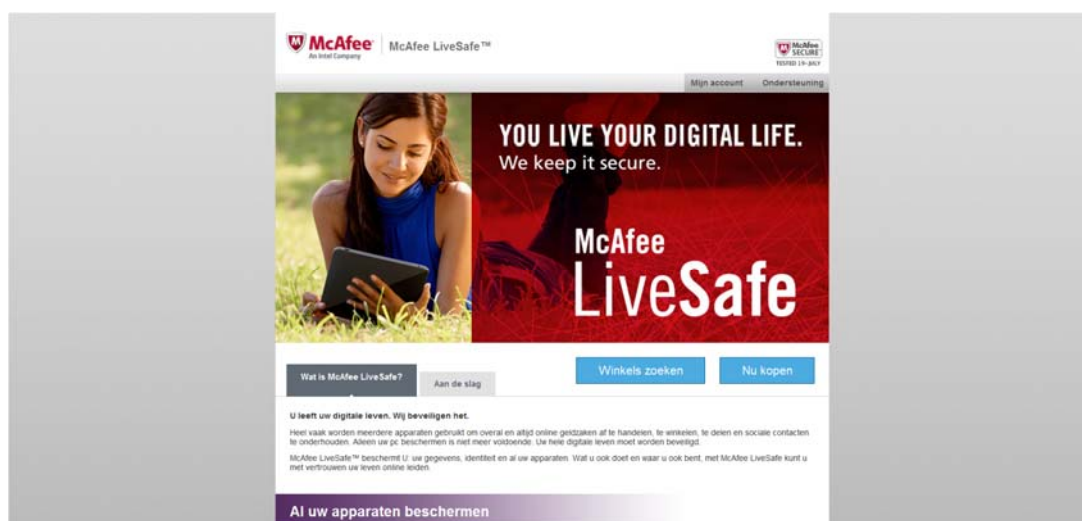 McAfee McAfee LiveSafe™
An Intel Company
McAfee
SECURE
TESTED 19-JULY
Mijn account Ondersteuning
YOU LIVE YOUR DIGITAL LIFE.
We keep it secure.
McAfee
LiveSafe
Wat is McAfee LiveSafe? Aan de slag Winkels zoeken Nu kopen
U leeft uw digitale leven. Wij beveiligen het.
Heel vaak worden meerdere apparaten gebruikt om overal en altijd online geldzaken af te handelen, te winkelen, te delen en sociale contacten
te onderhouden. Alleen uw pc beschermen is niet meer voldoende. Uw hele digitale leven moet worden beveiligd.
McAfee LiveSafe™ beschermt U: uw gegevens, identiteit en al uw apparaten. Wat u ook doet en waar u ook bent, met McAfee LiveSafe kunt u
met vertrouwen uw leven online leiden.
Al uw apparaten beschermen